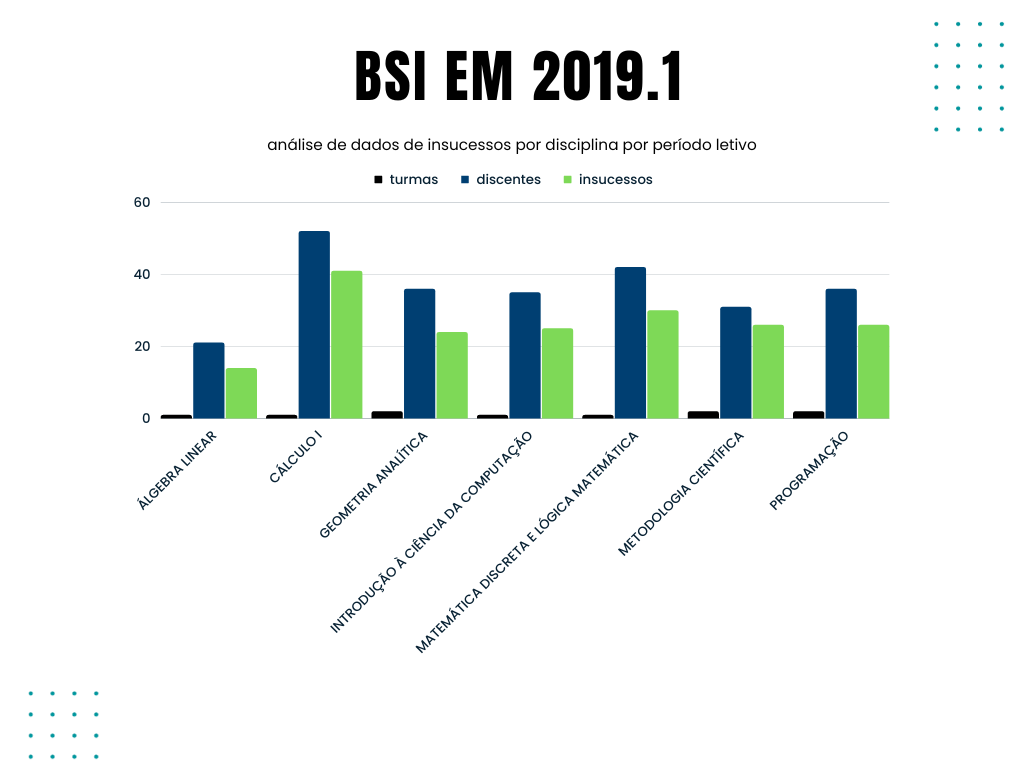 BSI EM 2019.1
análise de dados de insucessos por disciplina por período letivo
turmas discentes insucessos
60
40
20
0
ÁLGEBRA LINEAR
CÁLCULO I
GEOMETRIA ANALÍTICA
INTRODUÇÃO À CIÊNCIA DA COMPUTAÇÃO
MATEMÁTICA DISCRETA E LÓGICA MATEMÁTICA
METODOLOGIA CIENTÍFICA
PROGRAMAÇÃO